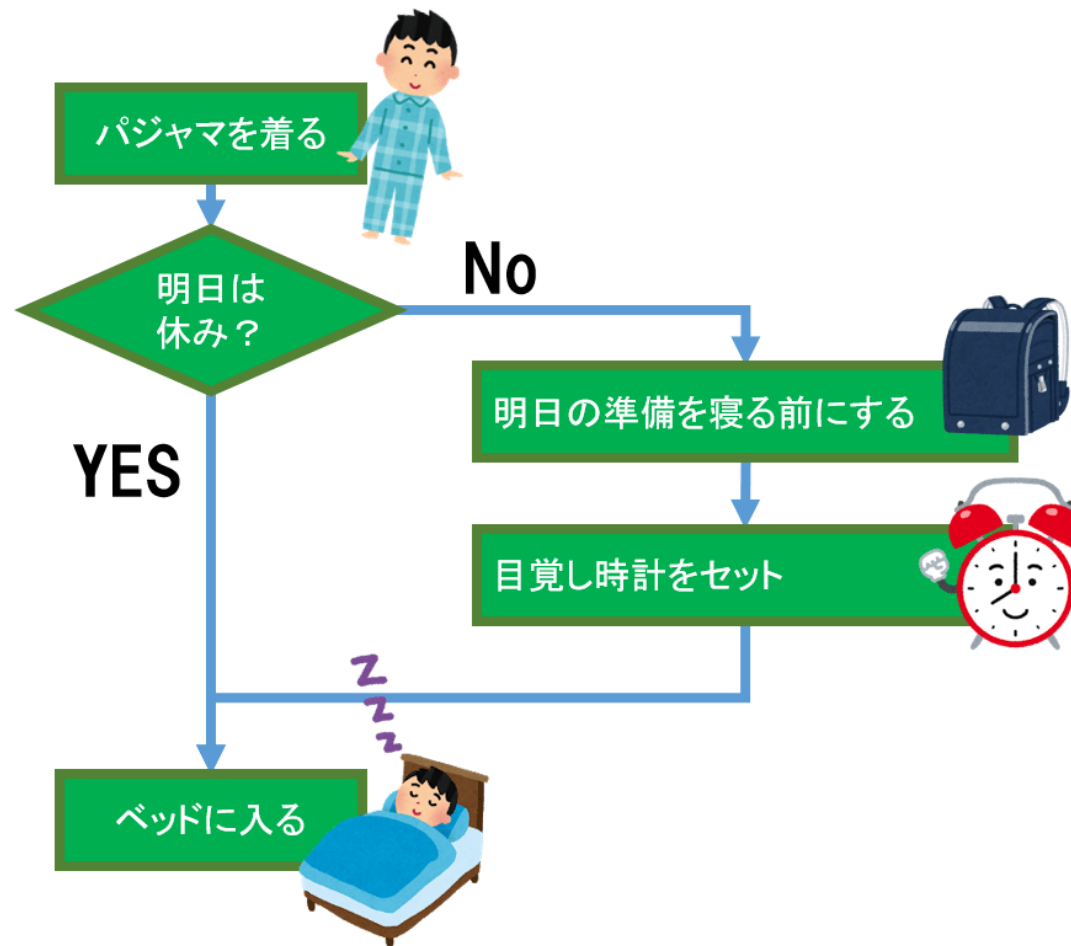 パジャマを着る
明日は
休み？
No
明日の準備を寝る前にする
YES
目覚し時計をセット
z
z
z
ベッドに入る